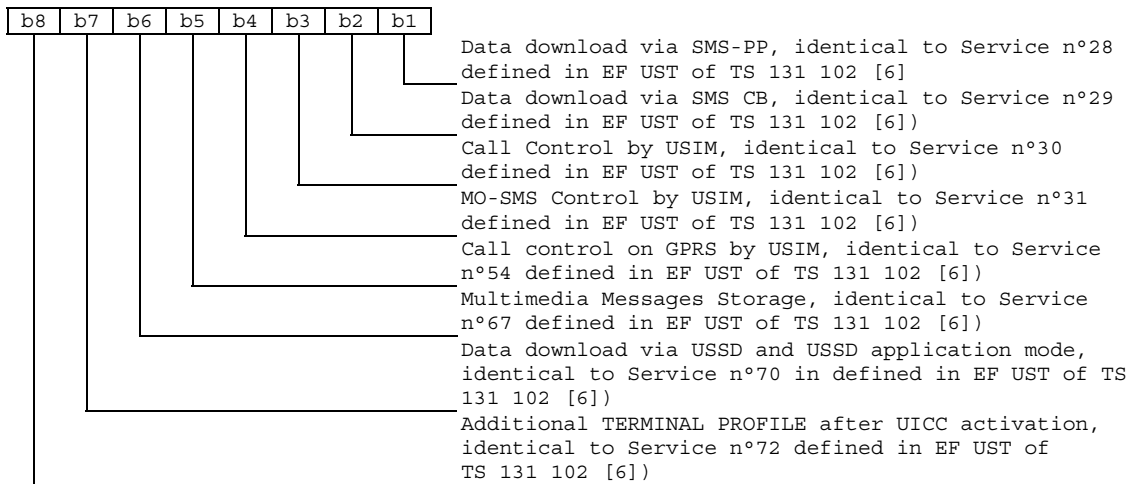 b8 b7 b6 b5 b4 b3 b2 b1
Data download via SMS-PP, identical to Service n°28
defined in EF UST of TS 131 102 [6]
Data download via SMS CB, identical to Service n°29
defined in EF UST of TS 131 102 [6])
Call Control by USIM, identical to Service n°30
defined in EF UST of TS 131 102 [6])
MO-SMS Control by USIM, identical to Service n°31
defined in EF UST of TS 131 102 [6])
Call control on GPRS by USIM, identical to Service
n°54 defined in EF UST of TS 131 102 [6])
Multimedia Messages Storage, identical to Service
n°67 defined in EF UST of TS 131 102 [6])
Data download via USSD and USSD application mode,
identical to Service n°70 in defined in EF UST of TS
131 102 [6])
Additional TERMINAL PROFILE after UICC activation,
identical to Service n°72 defined in EF UST of
TS 131 102 [6])